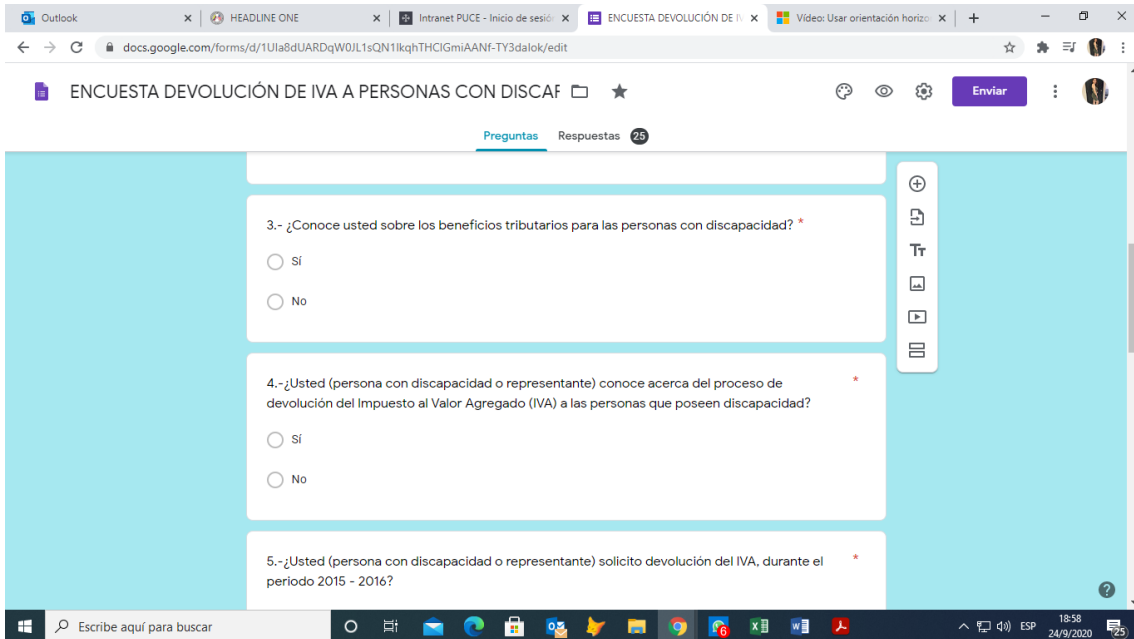 Outlook
HEADLINE ONE
Intranet PUCE - Inicio de sesió
ENCUESTA DEVOLUCIÓN DE IV
Vídeo: Usar orientación horizo
docs.google.com/forms/d/1Ula8dUARDqW0JL1sQN1IkqhTHCIGmiAANf-TY3dalok/edit
ENCUESTA DEVOLUCIÓN DE IVA A PERSONAS CON DISCAF
Enviar
Preguntas Respuestas 25
3.- ¿Conoce usted sobre los beneficios tributarios para las personas con discapacidad? *
Sí
No
4.-¿Usted (persona con discapacidad o representante) conoce acerca del proceso de *
devolución del Impuesto al Valor Agregado (IVA) a las personas que poseen discapacidad?
Sí
No
5.-¿Usted (persona con discapacidad o representante) solicito devolución del IVA, durante el *
periodo 2015 - 2016?
Escribe aquí para buscar
ESP
18:58
24/9/2020
25